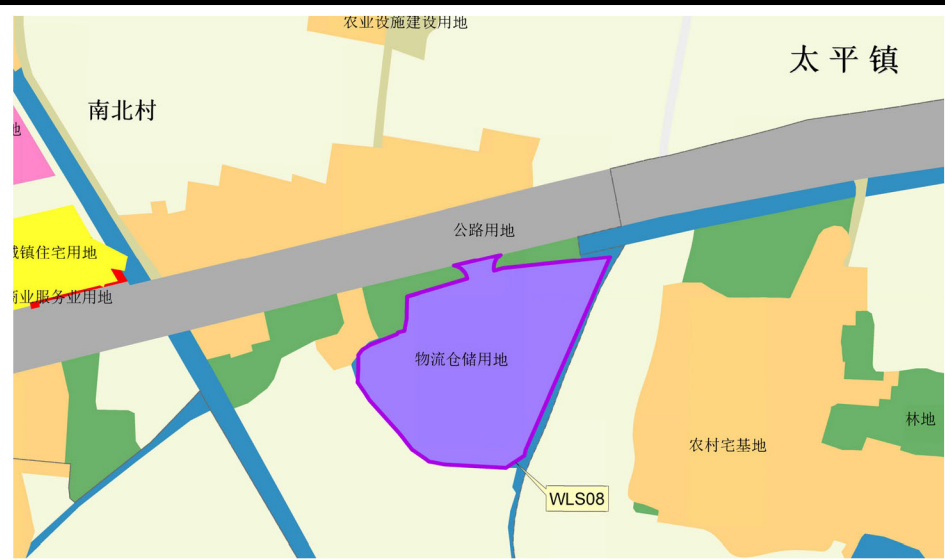 农业设施建设用地
太平镇
南北村
地
公路用地
城镇住宅用地
商业服务业用地
物流仓储用地
林地
农村宅基地
WLS08